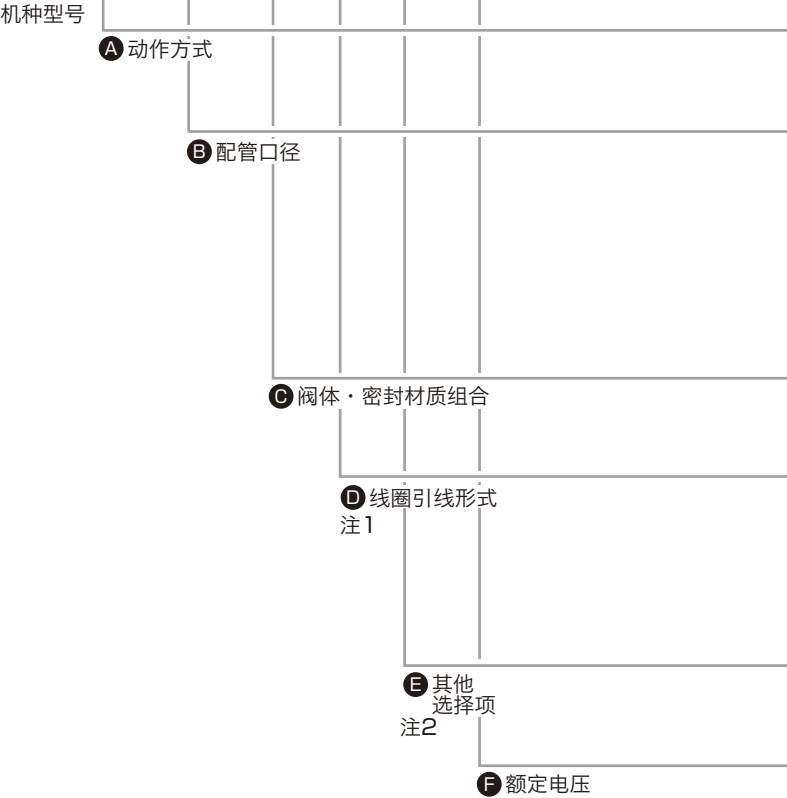 机种型号
A 动作方式
B 配管口径
C 阀体・密封材质组合
D 线圈引线形式
注1
E 其他
选择项
注2
F 额定电压